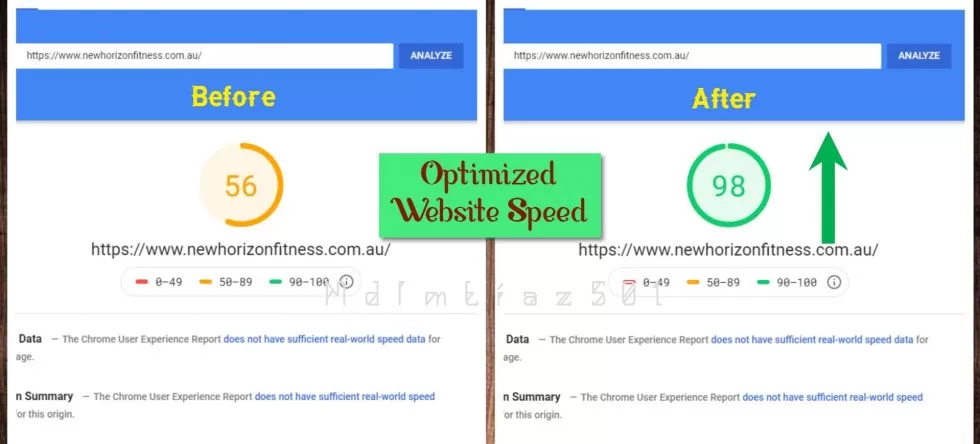 https://www.newhorizonfitness.com.au/
ANALYZE
Before
56
https://www.newhorizonfitness.com.au/
0–49 50–89 90–100
Data — The Chrome User Experience Report does not have sufficient real-world speed data for
age.
n Summary — The Chrome User Experience Report does not have sufficient real-world speed
or this origin.
Optimized
Website Speed
https://www.newhorizonfitness.com.au/
ANALYZE
After
98
https://www.newhorizonfitness.com.au/
0–49 50–89 90–100
Data — The Chrome User Experience Report does not have sufficient real-world speed data for
age.
n Summary — The Chrome User Experience Report does not have sufficient real-world speed
or this origin.